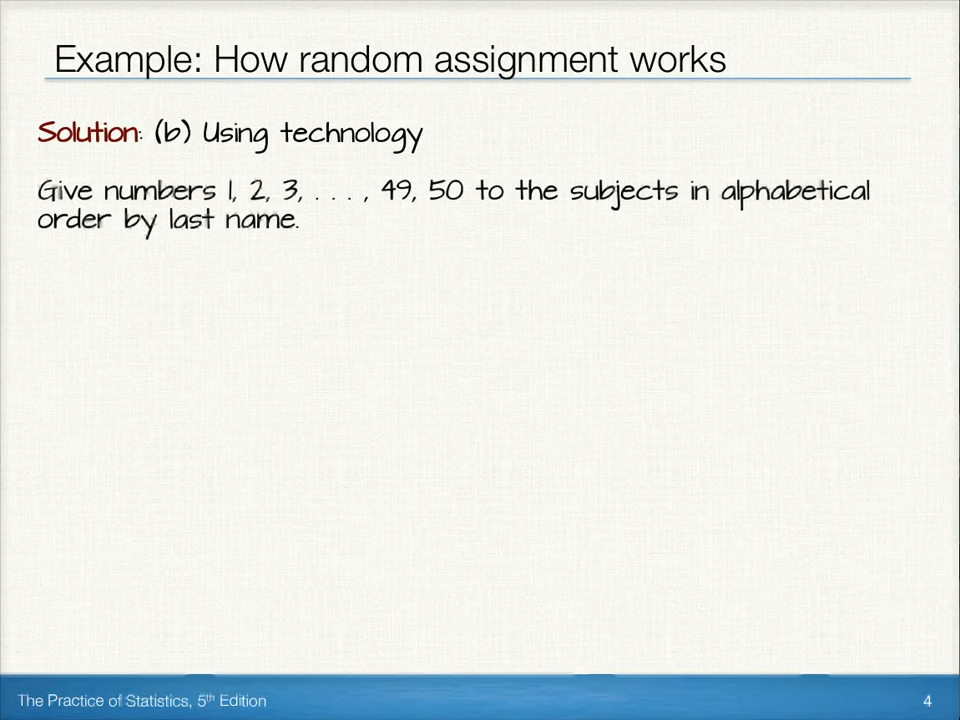 Example: How random assignment works
Solution: (b) Using technology
Give numbers 1, 2, 3, . . . , 49, 50 to the subjects in alphabetical
order by last name.
The Practice of Statistics, 5th Edition
4